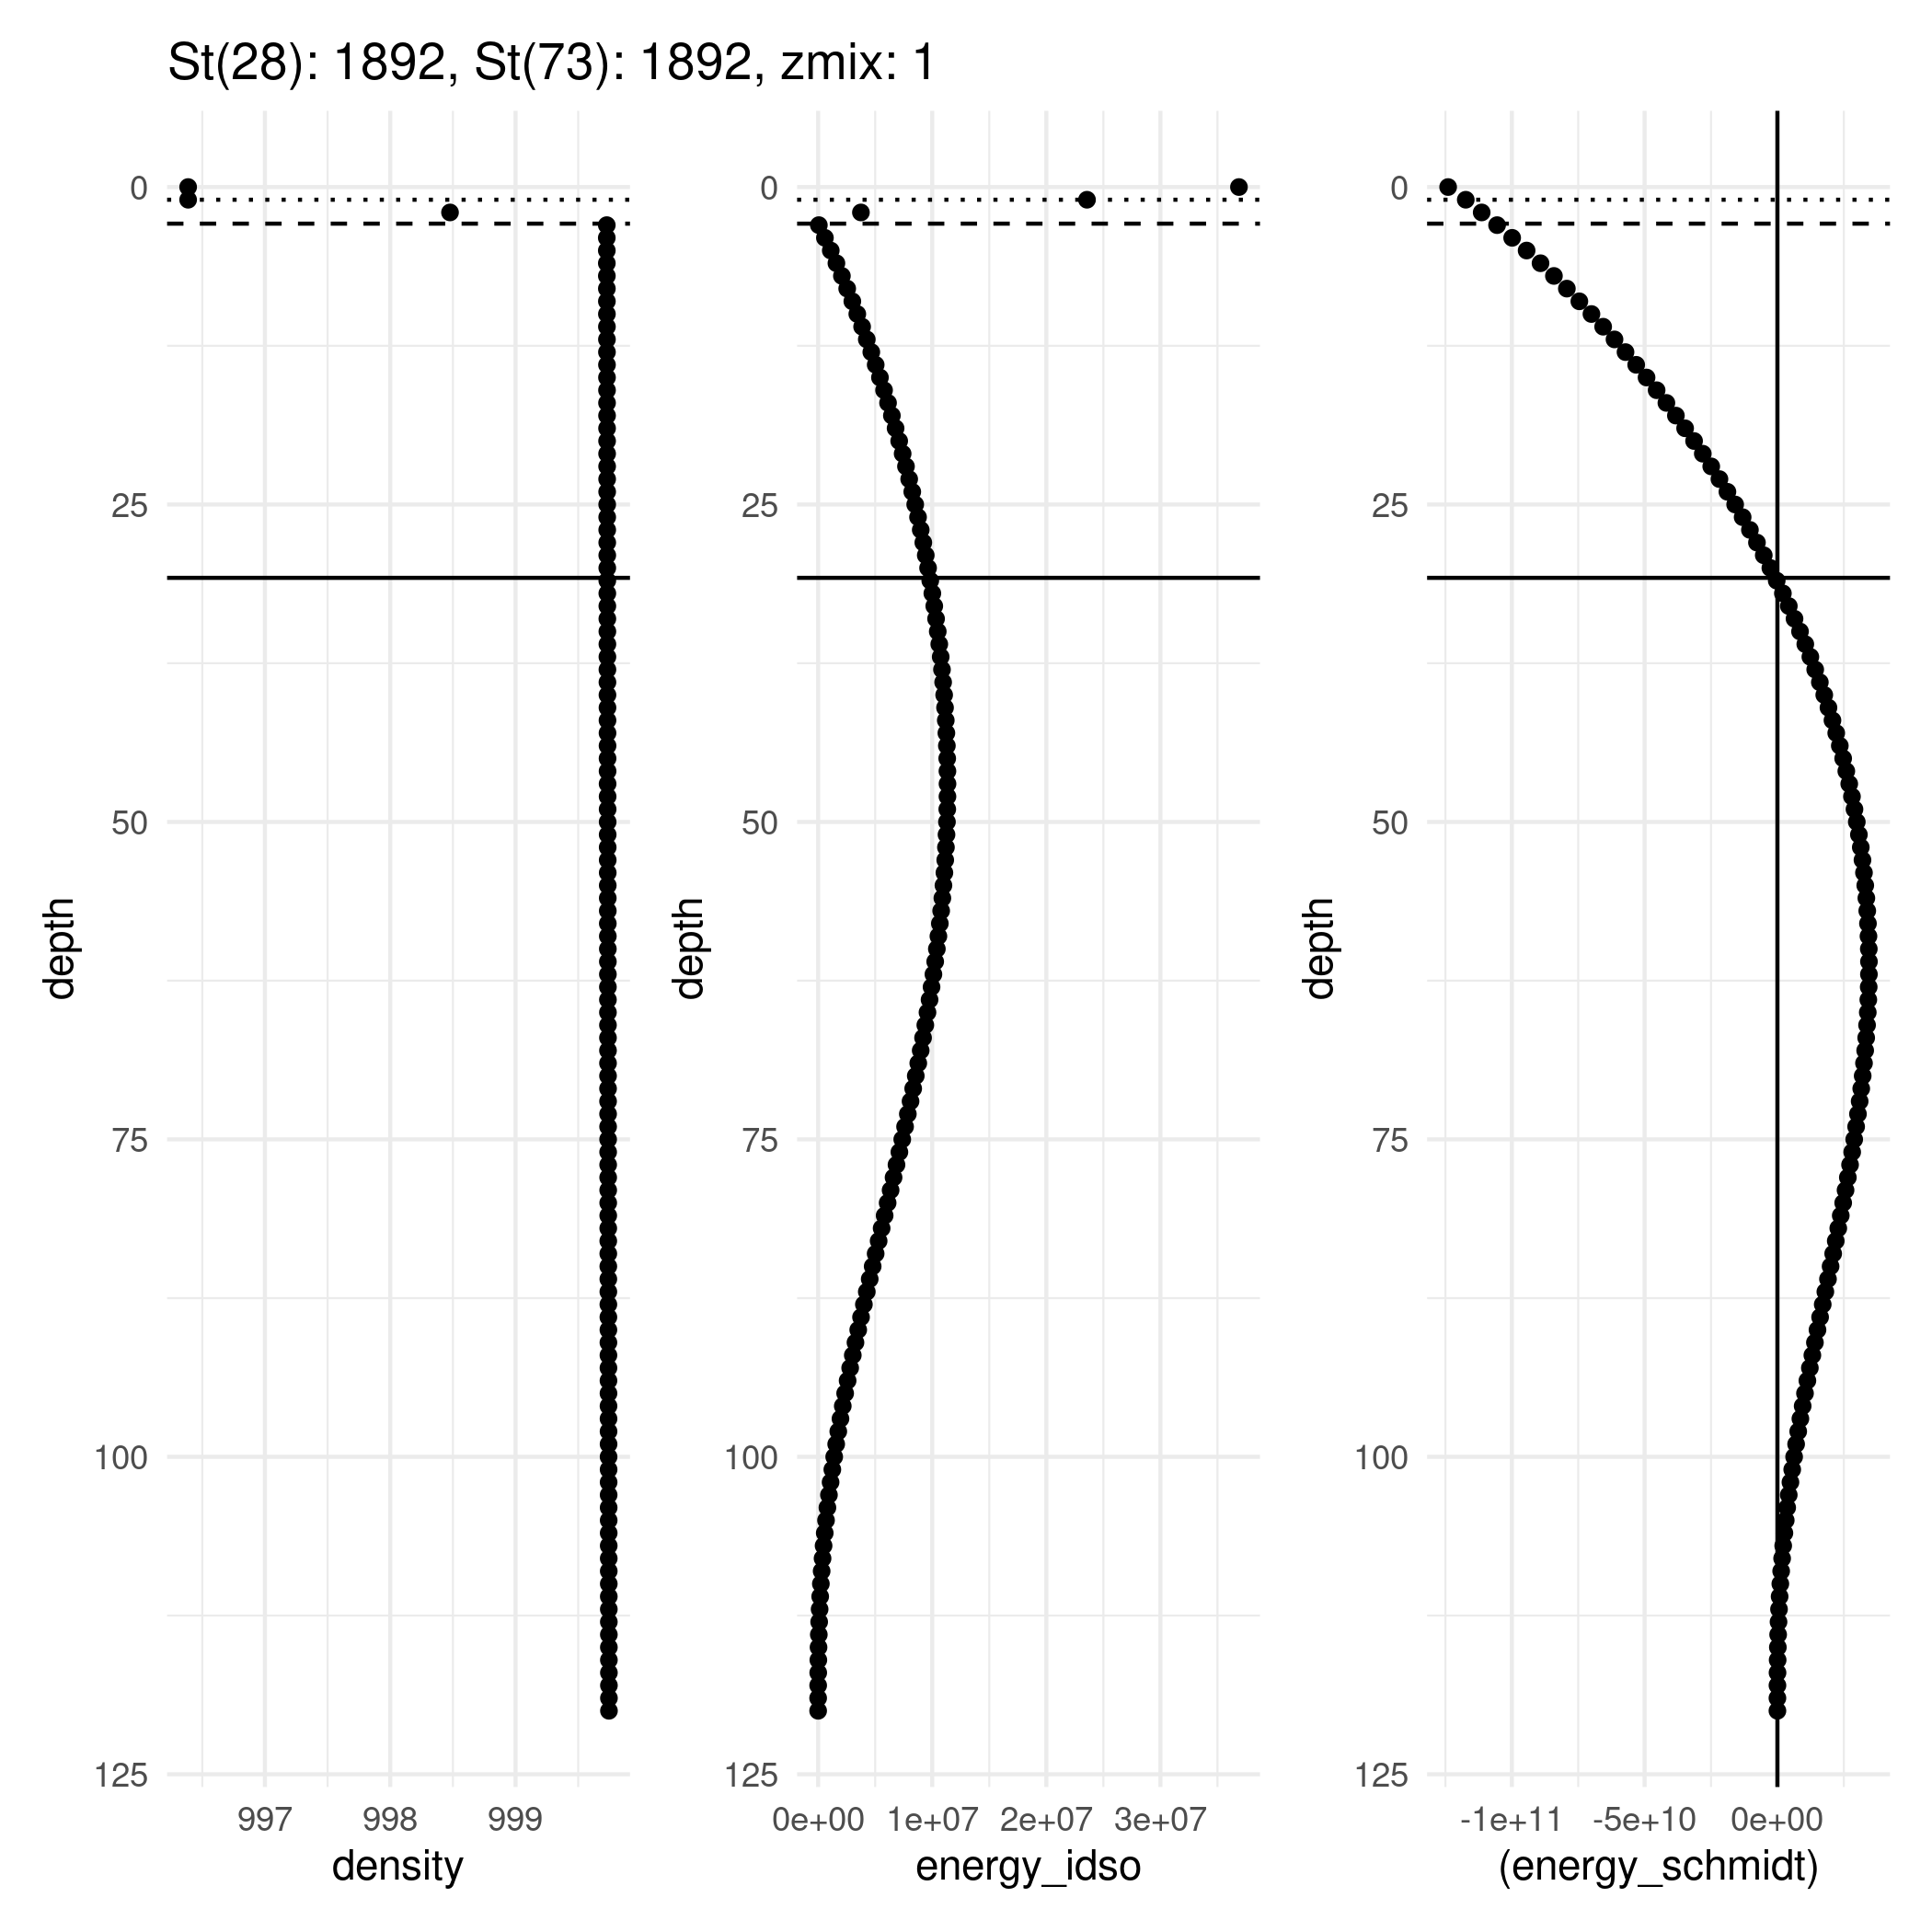 St(28): 1892, St(73): 1892, zmix: 1
0
25
50
75
100
125
depth
997 998 999
density
0
25
50
75
100
125
depth
0e+00 1e+07 2e+07 3e+07
energy_idso
0
25
50
75
100
125
depth
-1e+11 -5e+10 0e+00
(energy_schmidt)